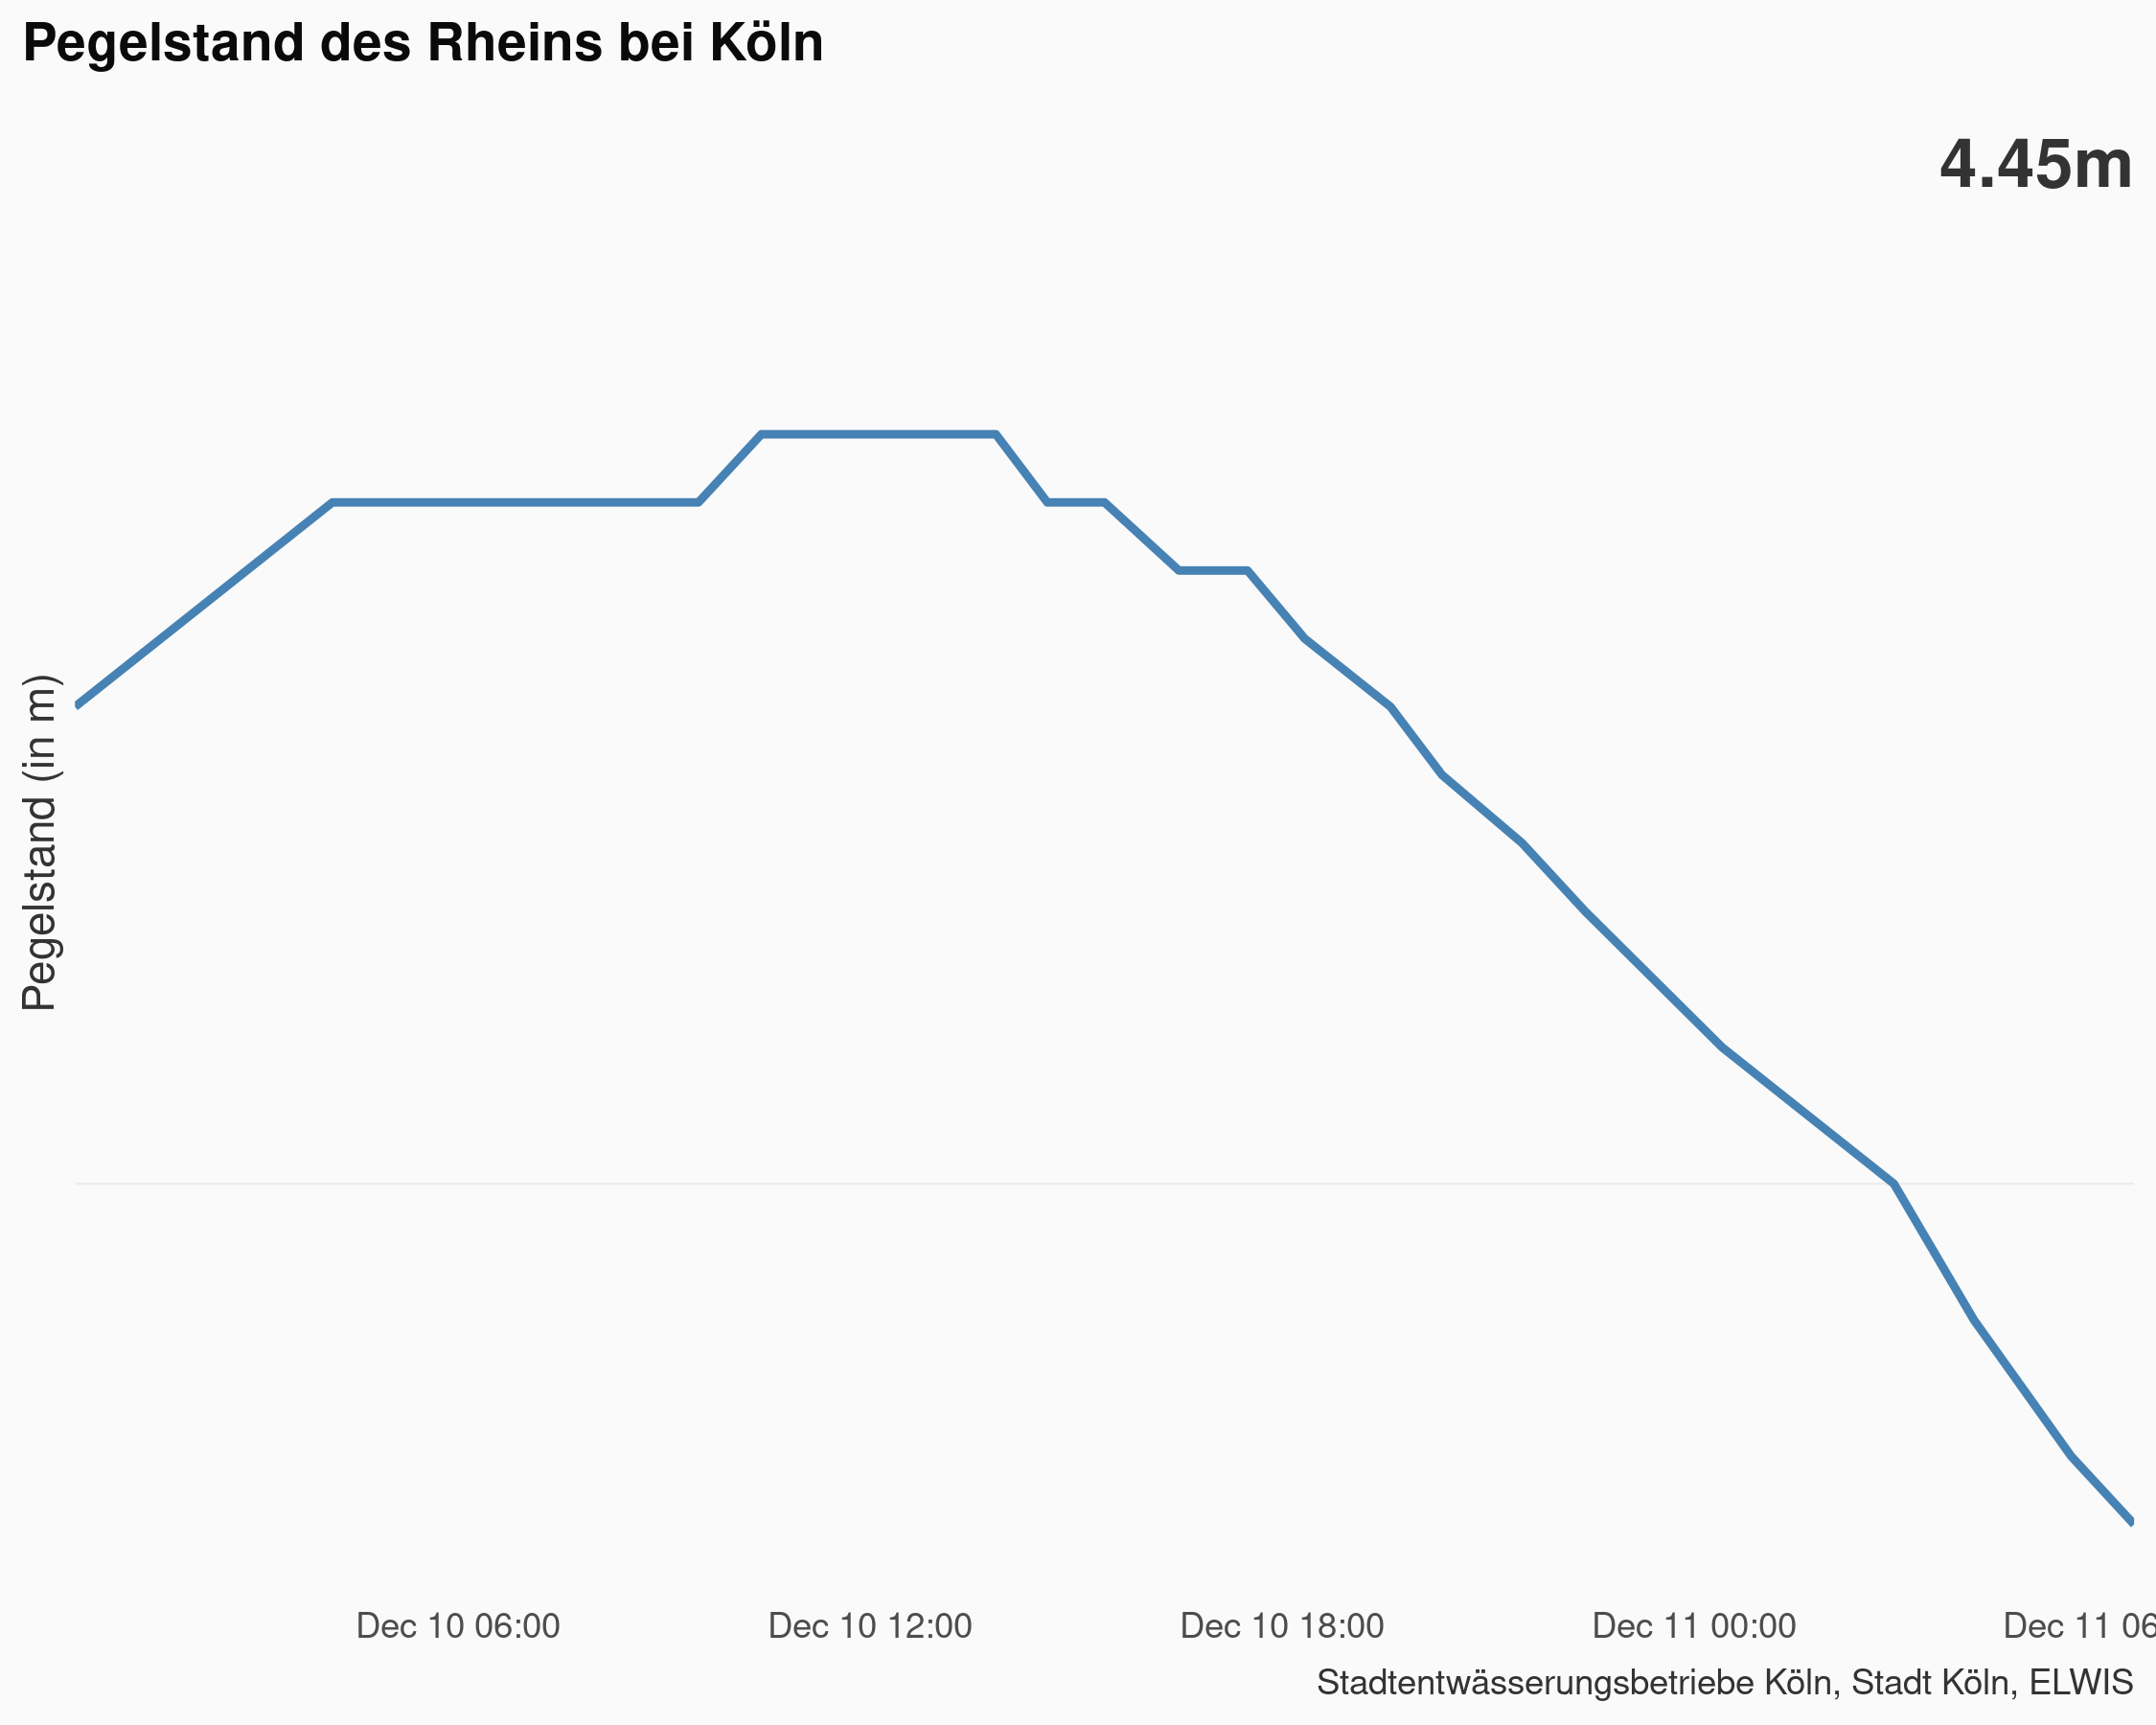 Pegelstand des Rheins bei Köln
4.45m
Pegelstand (in m)
Dec 10 06:00 Dec 10 12:00 Dec 10 18:00 Dec 11 00:00 Dec 11 06
Stadtentwässerungsbetriebe Köln, Stadt Köln, ELWIS